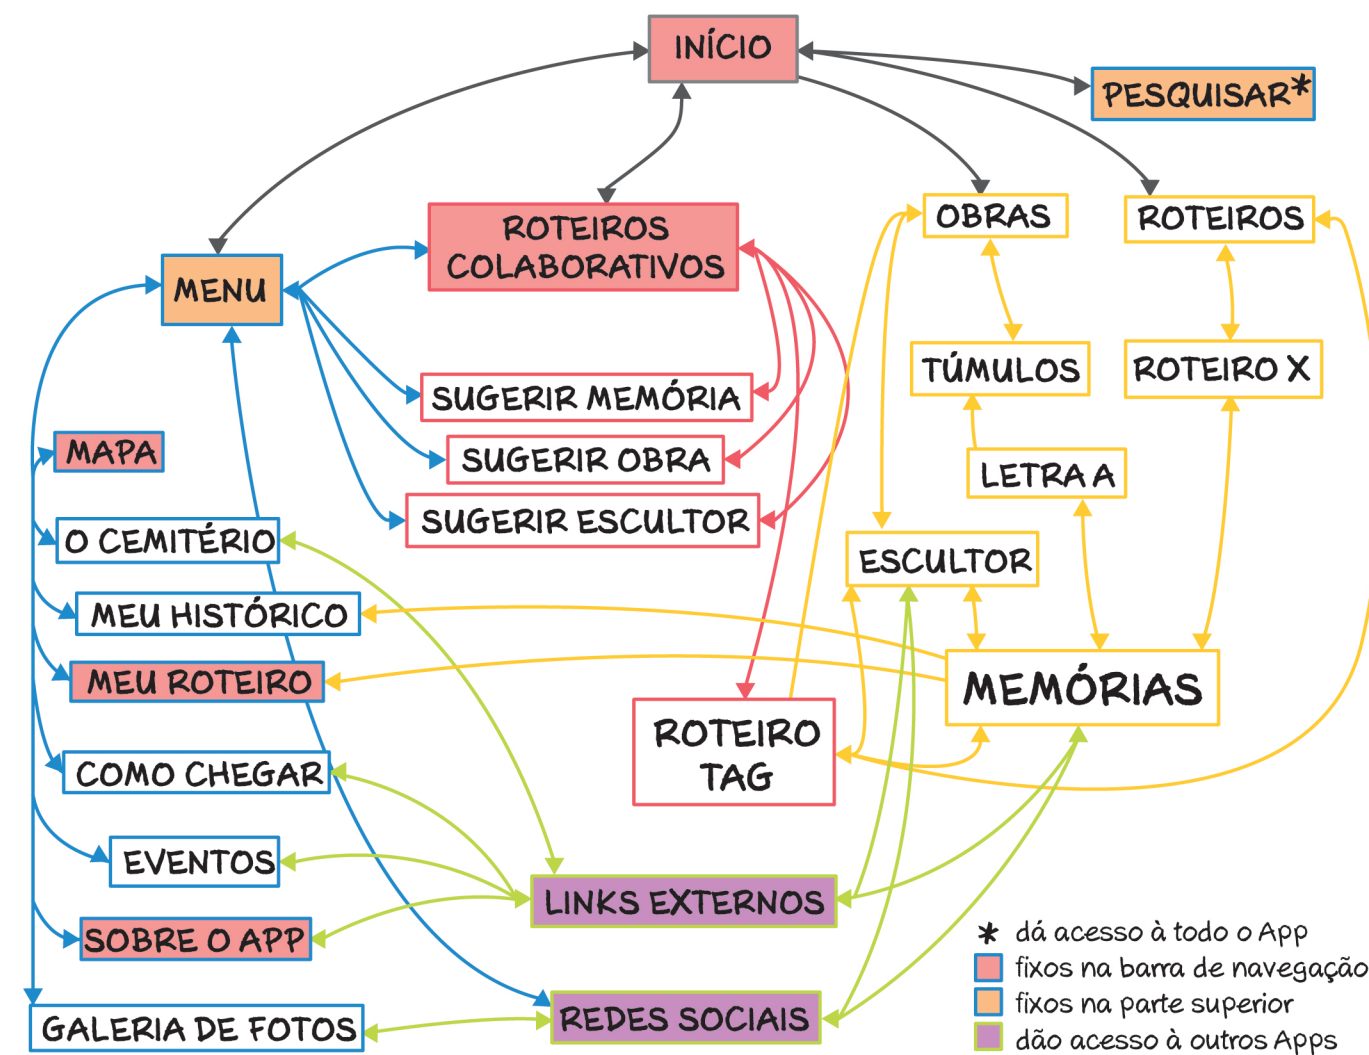 INÍCIO
PESQUISAR*
ROTEIROS
COLABORATIVOS
OBRAS
ROTEIROS
MENU
TÚMULOS
ROTEIRO X
SUGERIR MEMÓRIA
SUGERIR OBRA
SUGERIR ESCULTOR
MAPA
LETRA A
O CEMITÉRIO
ESCULTOR
MEU HISTÓRICO
MEU ROTEIRO
MEMÓRIAS
ROTEIRO
TAG
COMO CHEGAR
EVENTOS
LINKS EXTERNOS
SOBRE O APP
REDES SOCIAIS
GALERIA DE FOTOS
* dá acesso à todo o App
fixos na barra de navegação
fixos na parte superior
dão acesso à outros Apps